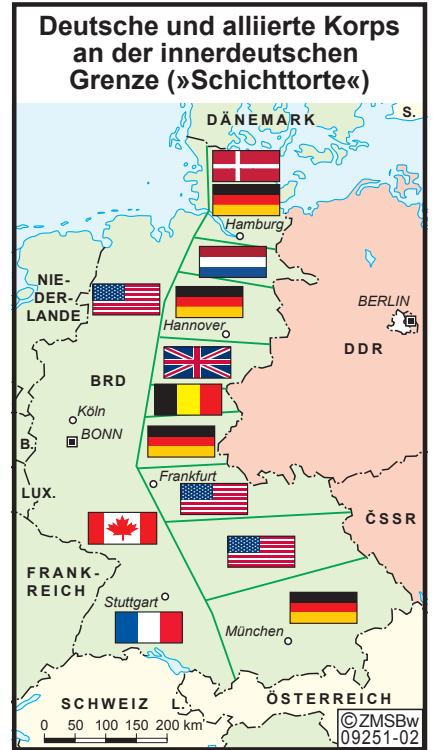 Deutsche und alliierte Korps
an der innerdeutschen
Grenze (»Schichttorte«)
S.
DÄNEMARK
Hamburg
NIE-
DER-
LANDE
BERLIN
Hannover
DDR
BRD
Köln
BONN
B.
Frankfurt
LUX.
ČSSR
FRANK-
REICH
Stuttgart
München
SCHWEIZ
L.
ÖSTERREICH
0 50 100 150 200 km
©ZMSBw
09251-02